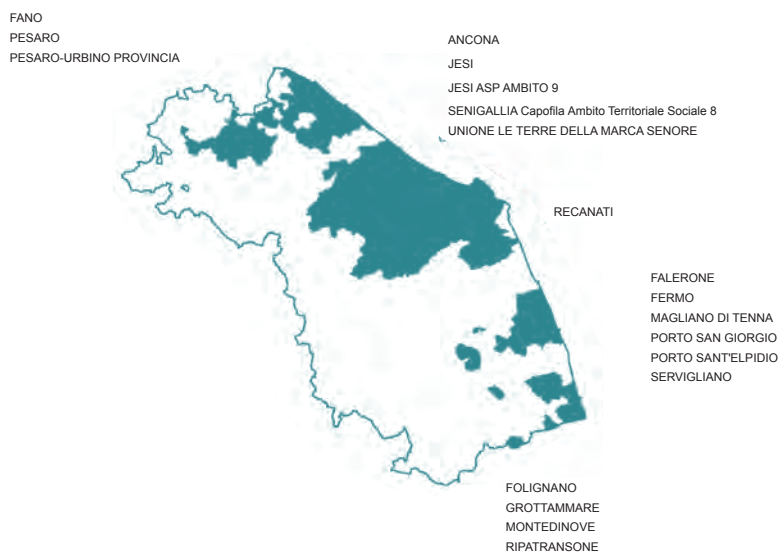 FANO
PESARO
PESARO-URBINO PROVINCIA
ANCONA
JESI
JESI ASP AMBITO 9
SENIGALLIA Capofila Ambito Territoriale Sociale 8
UNIONE LE TERRE DELLA MARCA SENORE
RECANATI
FALERONE
FERMO
MAGLIANO DI TENNA
PORTO SAN GIORGIO
PORTO SANT'ELPIDIO
SERVIGLIANO
FOLIGNANO
GROTTAMMARE
MONTEDINOVE
RIPATRANSONE